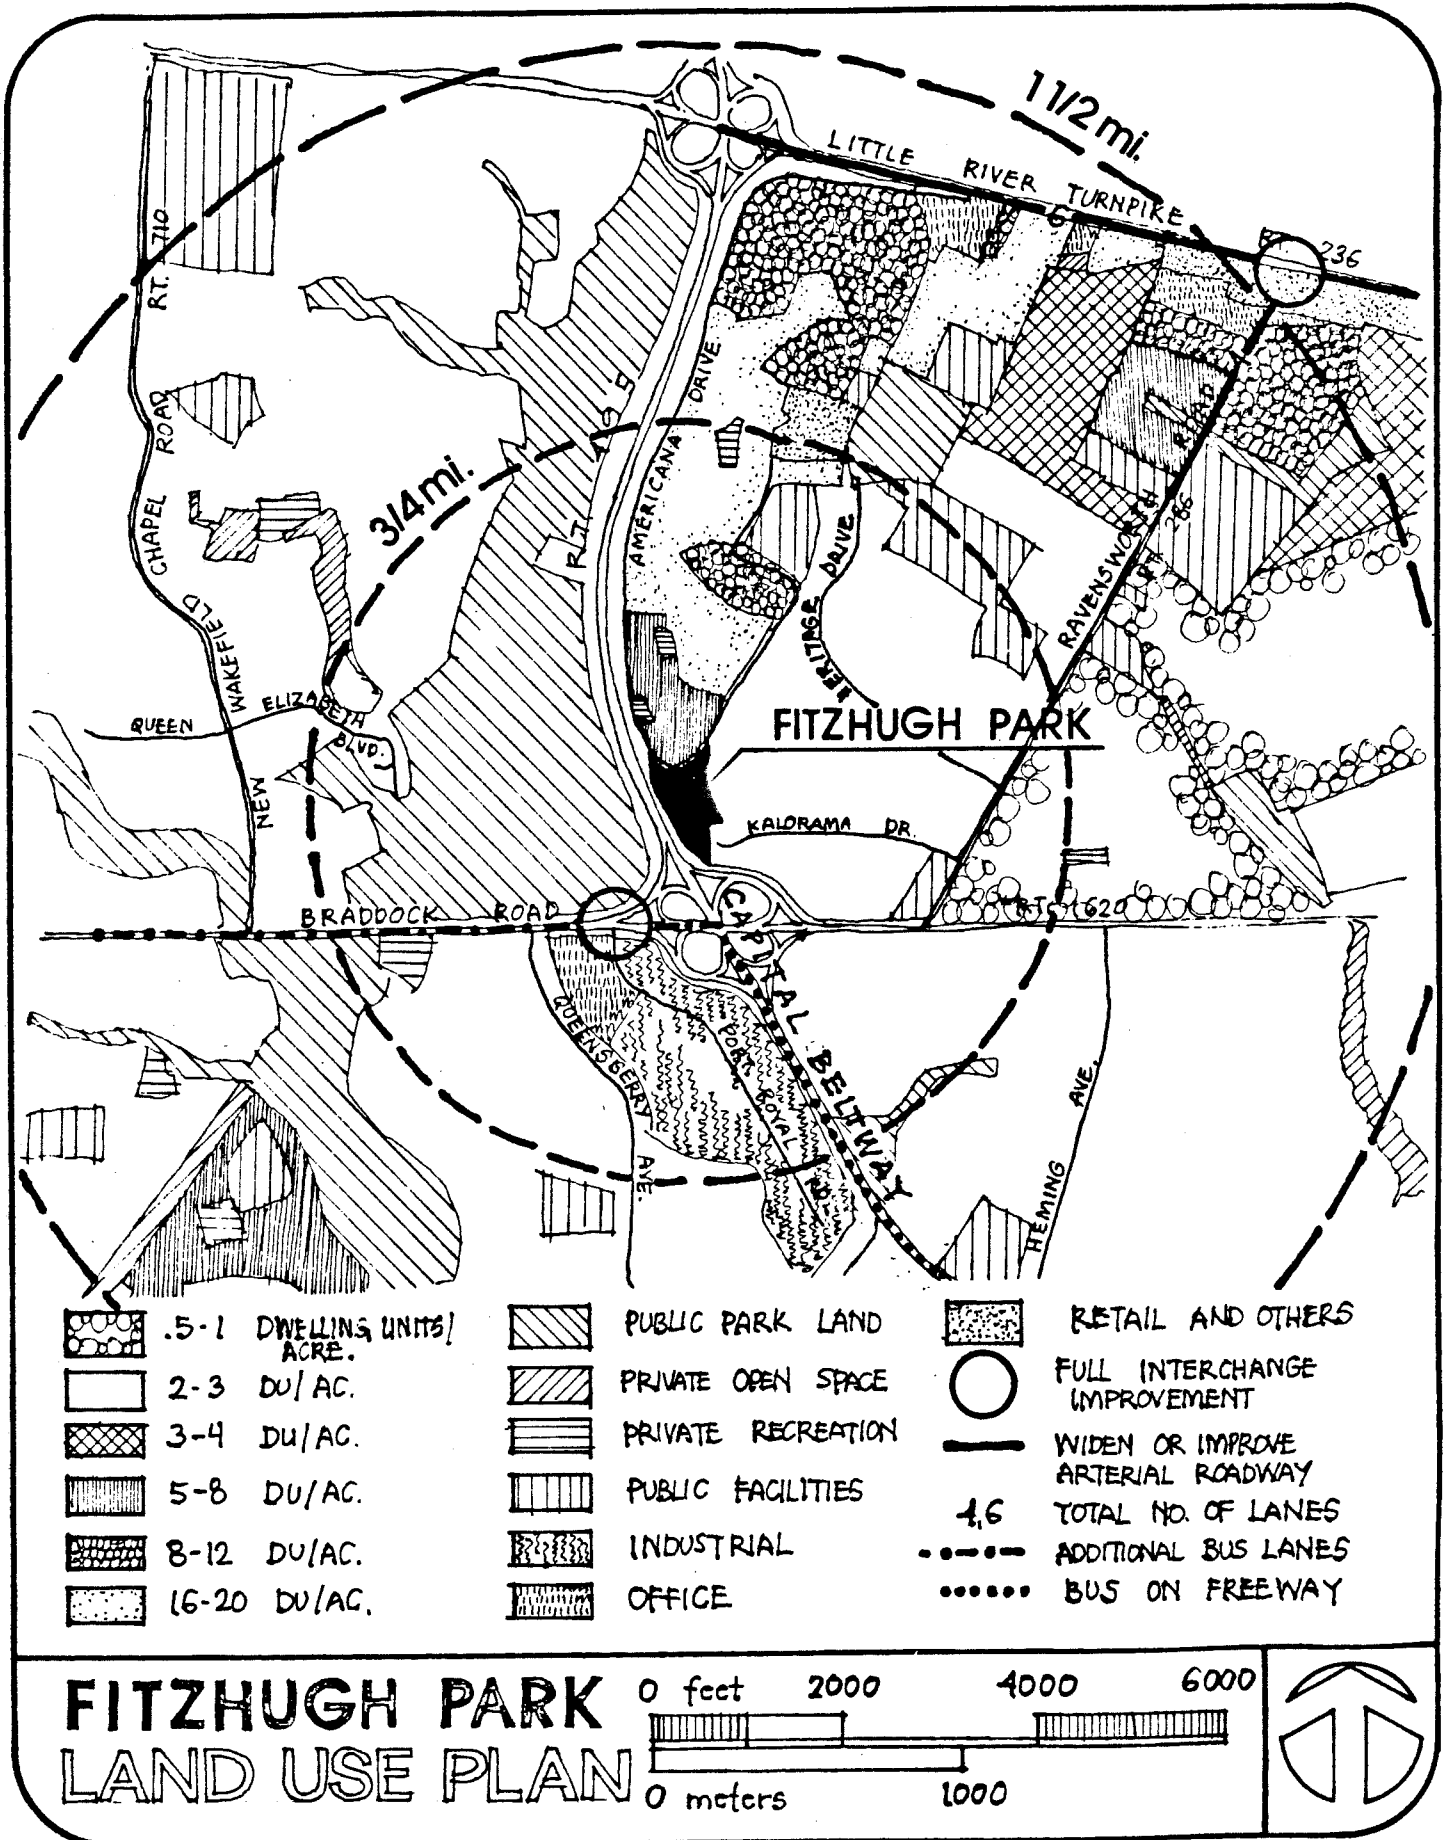 1 1/2 mi.
LITTLE RIVER TURNPIKE
6
RT. 236
RT. 710
3/4 mi.
RT. 495
AMERICANA DRIVE
HERITAGE DRIVE
RAVENSWORTH ROAD
NEW WAKEFIELD CHAPEL ROAD
QUEEN ELIZABETH BLVD.
FITZHUGH PARK
KALORAMA DR.
BRADDOCK ROAD
RT. 620
CAPITAL BELTWAY
QUEENSBERRY AVE.
PORT ROYAL RD.
HEMING AVE.
.5-1 DWELLING UNITS/
ACRE.
2-3 DU/AC.
3-4 DU/AC.
5-8 DU/AC.
8-12 DU/AC.
16-20 DU/AC.
PUBLIC PARK LAND
PRIVATE OPEN SPACE
PRIVATE RECREATION
PUBLIC FACILITIES
INDUSTRIAL
OFFICE
RETAIL AND OTHERS
FULL INTERCHANGE
IMPROVEMENT
WIDEN OR IMPROVE
ARTERIAL ROADWAY
4,6 TOTAL NO. OF LANES
ADDITIONAL BUS LANES
BUS ON FREEWAY
FITZHUGH PARK
LAND USE PLAN
0 feet 2000 4000 6000
0 meters 1000